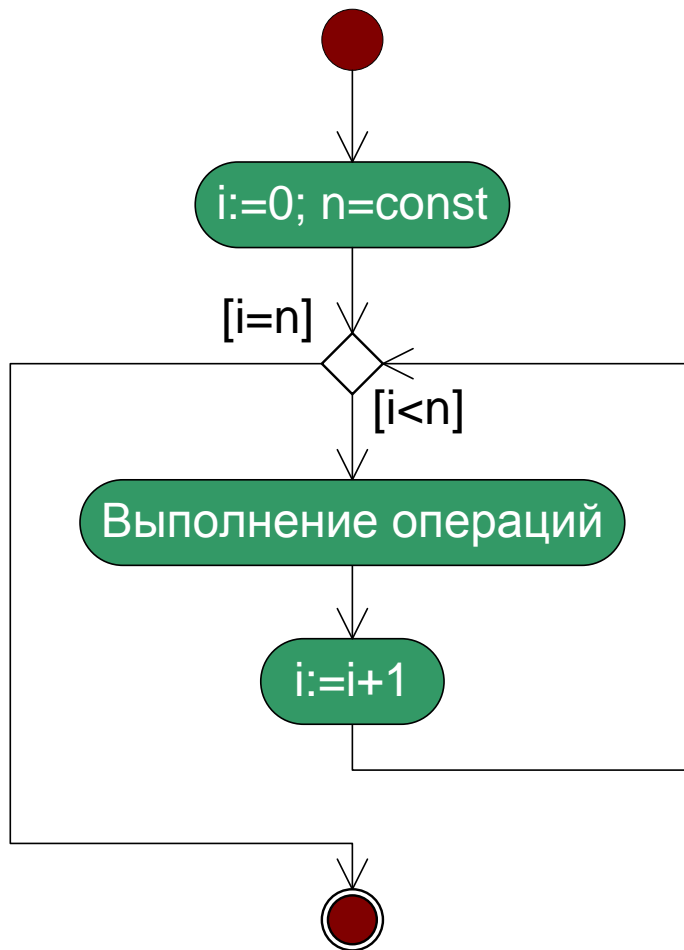 i:=0; n=const
[i=n]
[i<n]
Выполнение операций
i:=i+1